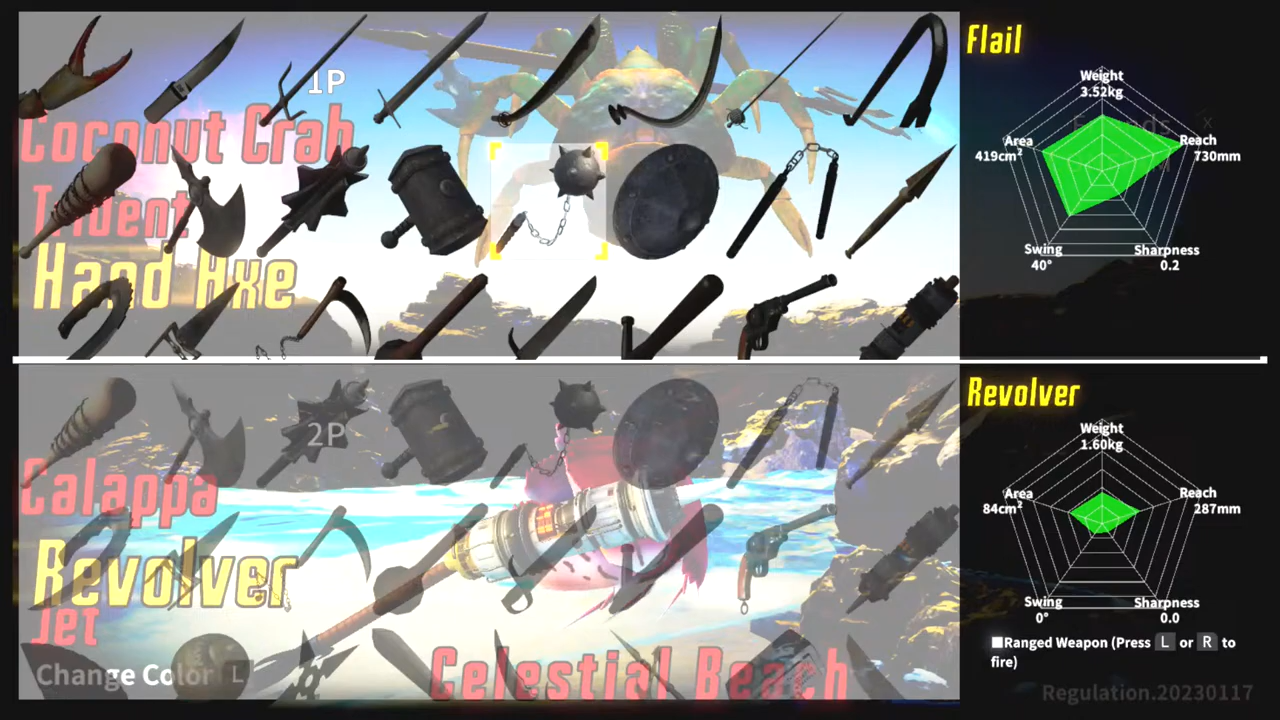 1P
Coconut Crab
Trident
Hand Axe
Flail
Weight
3.52kg
Area
419cm²
Reach
730mm
Swing
40°
Sharpness
0.2
2P
Calappa
Revolver
Jet
Change Color L
Celestial Beach
Revolver
Weight
1.60kg
Area
84cm²
Reach
287mm
Swing
0°
Sharpness
0.0
■Ranged Weapon (Press L or R to
fire)
Regulation.20230117